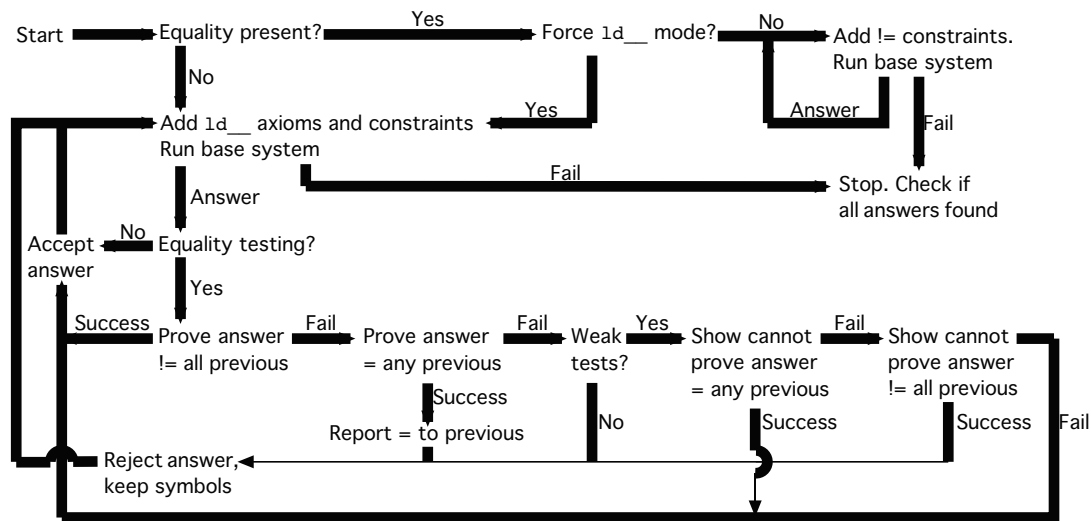 Start
Equality present?
Yes
Force ld__ mode?
No
Add != constraints.
Run base system
No
Yes
Answer
Fail
Add ld__ axioms and constraints
Run base system
Fail
Stop. Check if
all answers found
Answer
Accept
answer
No
Equality testing?
Yes
Success
Prove answer
!= all previous
Fail
Prove answer
= any previous
Fail
Weak
tests?
Yes
Show cannot
prove answer
= any previous
Fail
Show cannot
prove answer
!= all previous
Success
No
Success
Success
Fail
Report = to previous
Reject answer,
keep symbols